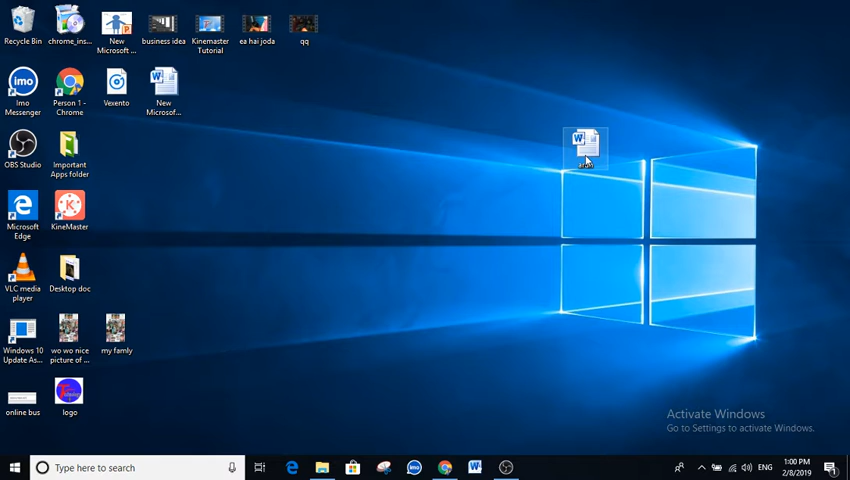 Recycle Bin
chrome_ins...
New
Microsoft ...
business idea
Kinemaster
Tutorial
ea hai joda
qq
Imo
Messenger
Person 1 -
Chrome
Vexento
New
Microsof...
OBS Studio
Important
Apps folder
Microsoft
Edge
KineMaster
VLC media
player
Desktop doc
Windows 10
Update As...
wo wo nice
picture of ...
my famly
online bus
logo
Activate Windows
Go to Settings to activate Windows.
Type here to search
ENG
1:00 PM
2/8/2019